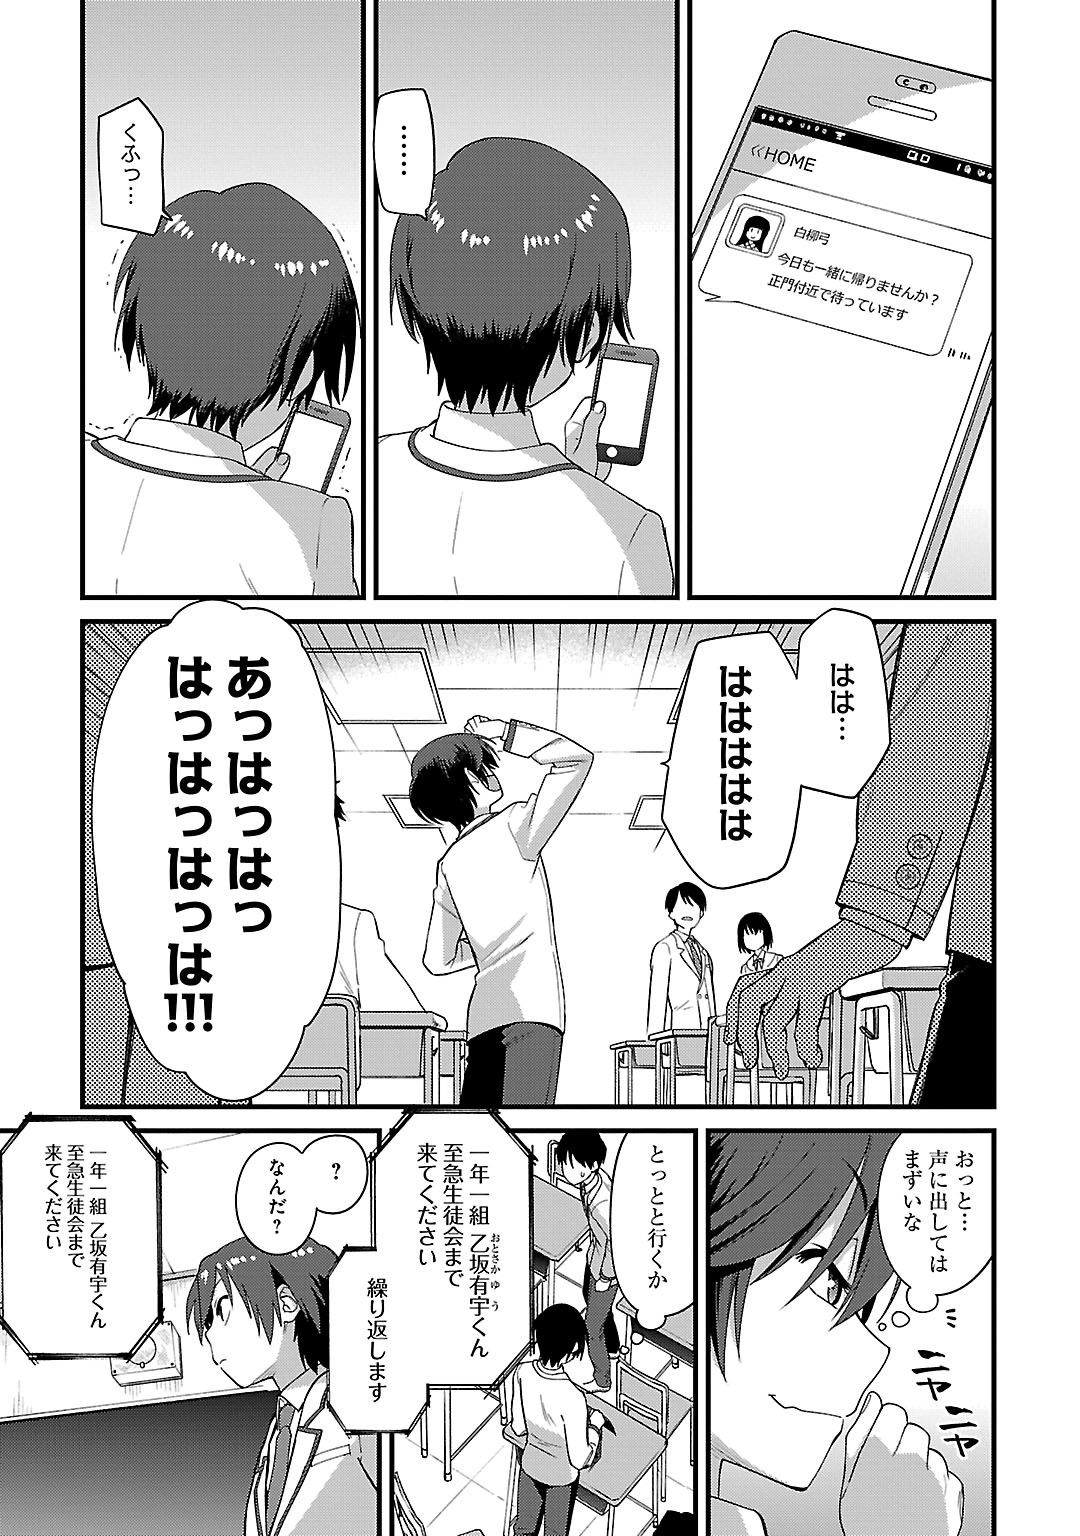 <<HOME
白柳弓
今日も一緒に帰りませんか?
正門付近で待っています
……
くふっ…
はは…
ははははは
あっはっはっ
はっはっはっは!!!
おっと…
声に出しては
まずいな
ニヤ
ニヤ
とっとと行くか
一年一組 乙坂有宇くん
おとさか ゆう
至急生徒会まで
来てください
繰り返します
?
なんだ?
一年一組 乙坂有宇くん
至急生徒会まで
来てください